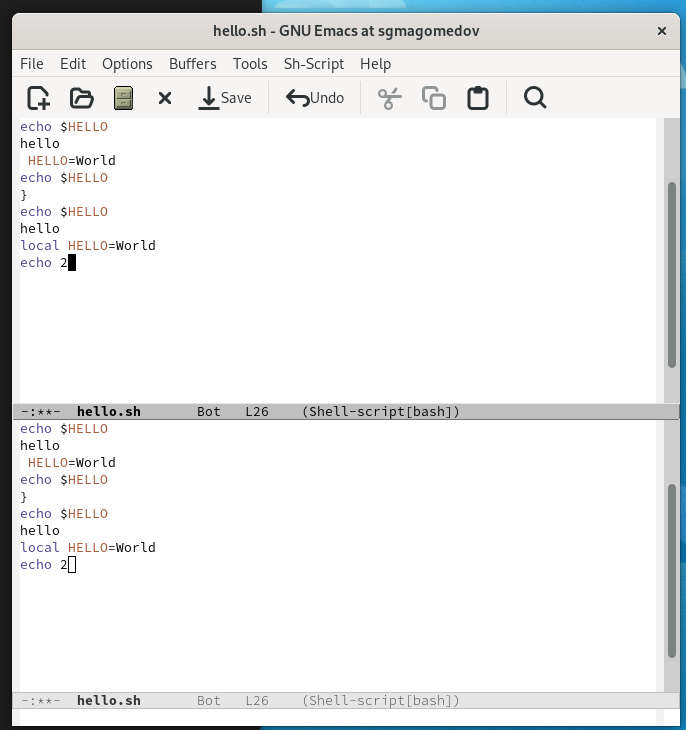 hello.sh - GNU Emacs at sgmagomedov
File Edit Options Buffers Tools Sh-Script Help
Save Undo
echo $HELLO
hello
 HELLO=World
echo $HELLO
}
echo $HELLO
hello
local HELLO=World
echo 2
-:**- hello.sh Bot L26 (Shell-script[bash])
echo $HELLO
hello
 HELLO=World
echo $HELLO
}
echo $HELLO
hello
local HELLO=World
echo 2
-:**- hello.sh Bot L26 (Shell-script[bash])